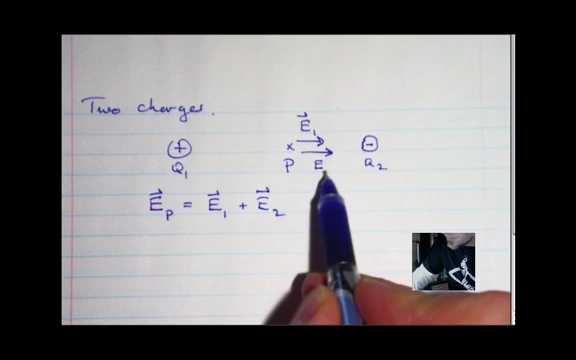 Two charges.
E⃗₁
+ × −
Q₁ P E Q₂
E⃗ₚ = E⃗₁ + E⃗₂